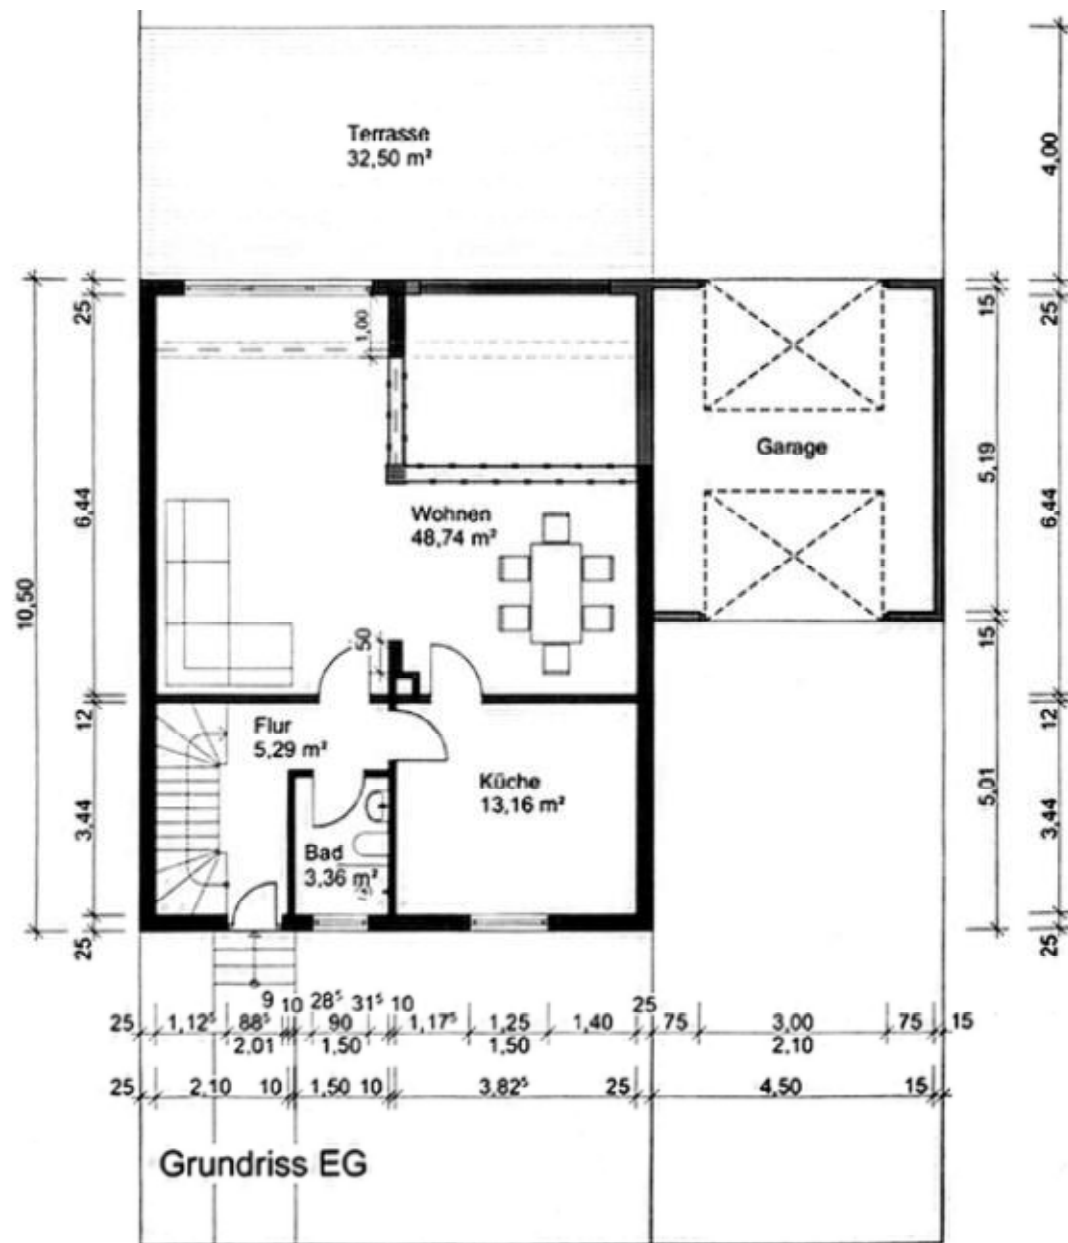 Terrasse
32,50 m²
4,00
25
15
25
1,00
Garage
6,44
5,19
6,44
Wohnen
48,74 m²
10,50
50
15
12
12
Flur
5,29 m²
Küche
13,16 m²
5,01
3,44
3,44
Bad
3,36 m²
25
25
9 10 28⁵ 31⁵ 10 25
25 1,12⁵ 88⁵ 90 1,17⁵ 1,25 1,40 75 3,00 75 15
2.01 1,50 1,50 2,10
25 2,10 10 1,50 10 3,82⁵ 25 4,50 15
Grundriss EG